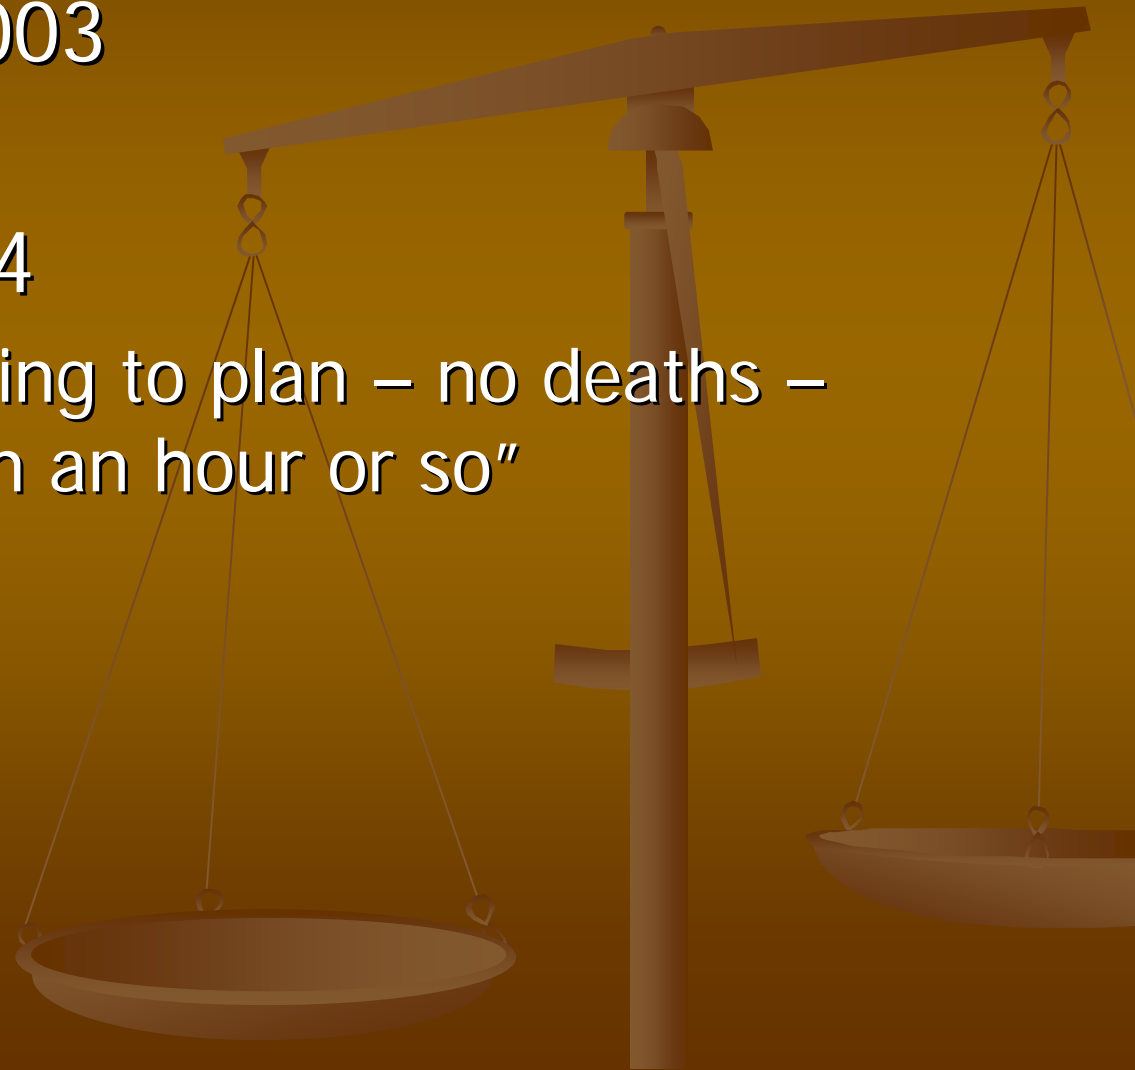 003
4
ing to plan – no deaths –
n an hour or so”